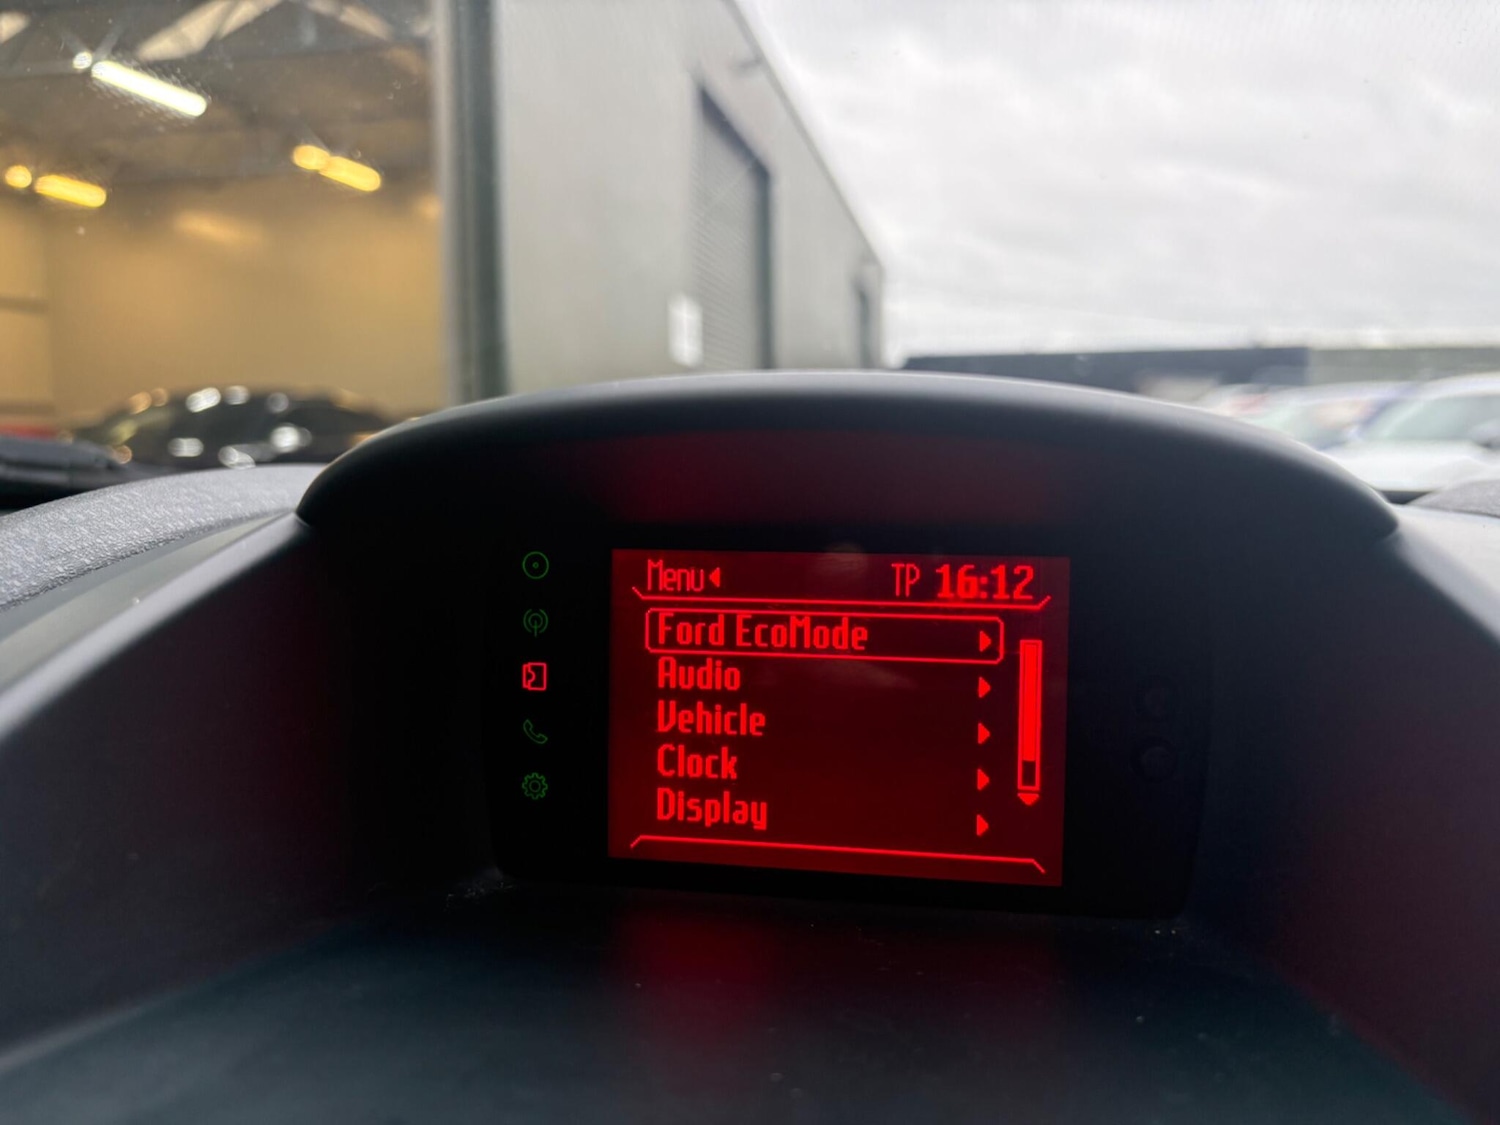 Menu TP 16:12
Ford EcoMode
Audio
Vehicle
Clock
Display